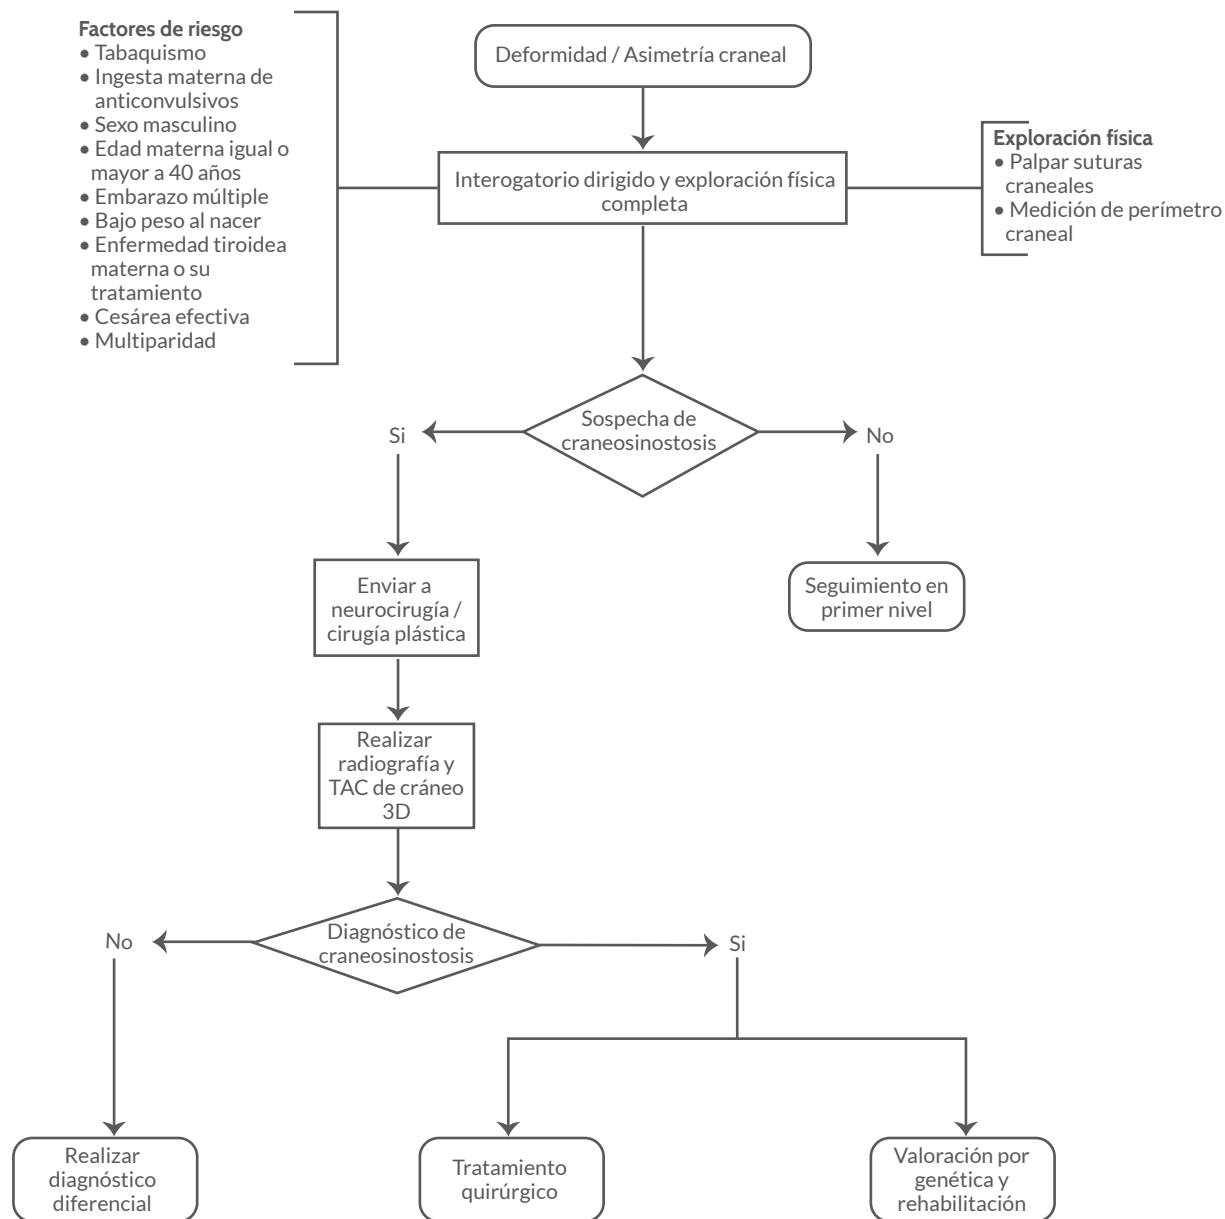 Factores de riesgo
• Tabaquismo
• Ingesta materna de
anticonvulsivos
• Sexo masculino
• Edad materna igual o
mayor a 40 años
• Embarazo múltiple
• Bajo peso al nacer
• Enfermedad tiroidea
materna o su
tratamiento
• Cesárea efectiva
• Multiparidad
Deformidad / Asimetría craneal
Interogatorio dirigido y exploración física
completa
Exploración física
• Palpar suturas
craneales
• Medición de perímetro
craneal
Sospecha de
craneosinostosis
Si
No
Enviar a
neurocirugía /
cirugía plástica
Seguimiento en
primer nivel
Realizar
radiografía y
TAC de cráneo
3D
Diagnóstico de
craneosinostosis
No
Si
Realizar
diagnóstico
diferencial
Tratamiento
quirúrgico
Valoración por
genética y
rehabilitación